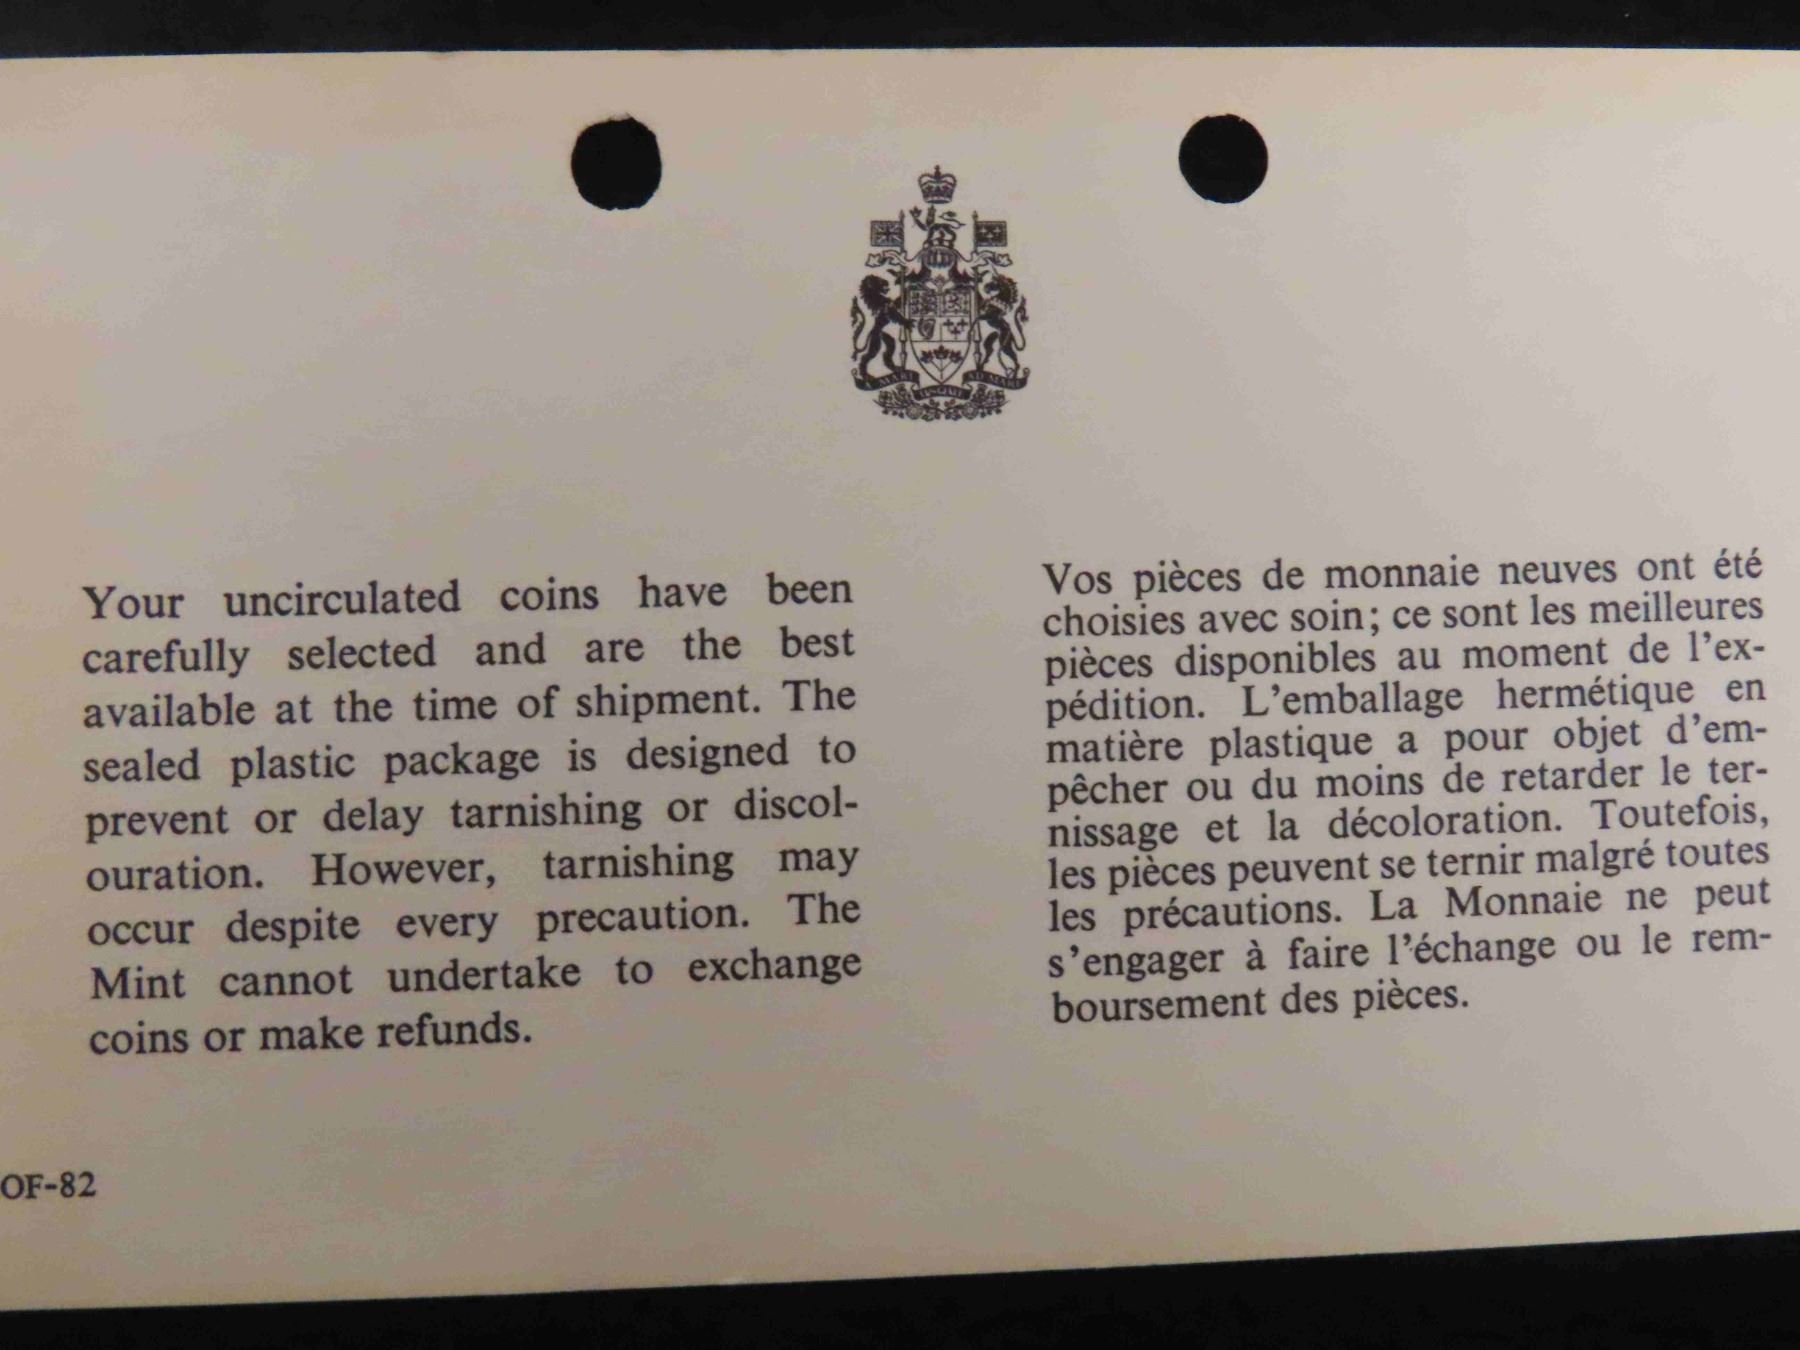 A MARI USQUE AD MARE
Your uncirculated coins have been
carefully selected and are the best
available at the time of shipment. The
sealed plastic package is designed to
prevent or delay tarnishing or discol-
ouration. However, tarnishing may
occur despite every precaution. The
Mint cannot undertake to exchange
coins or make refunds.
Vos pièces de monnaie neuves ont été
choisies avec soin; ce sont les meilleures
pièces disponibles au moment de l'ex-
pédition. L'emballage hermétique en
matière plastique a pour objet d'em-
pêcher ou du moins de retarder le ter-
nissage et la décoloration. Toutefois,
les pièces peuvent se ternir malgré toutes
les précautions. La Monnaie ne peut
s'engager à faire l'échange ou le rem-
boursement des pièces.
OF-82